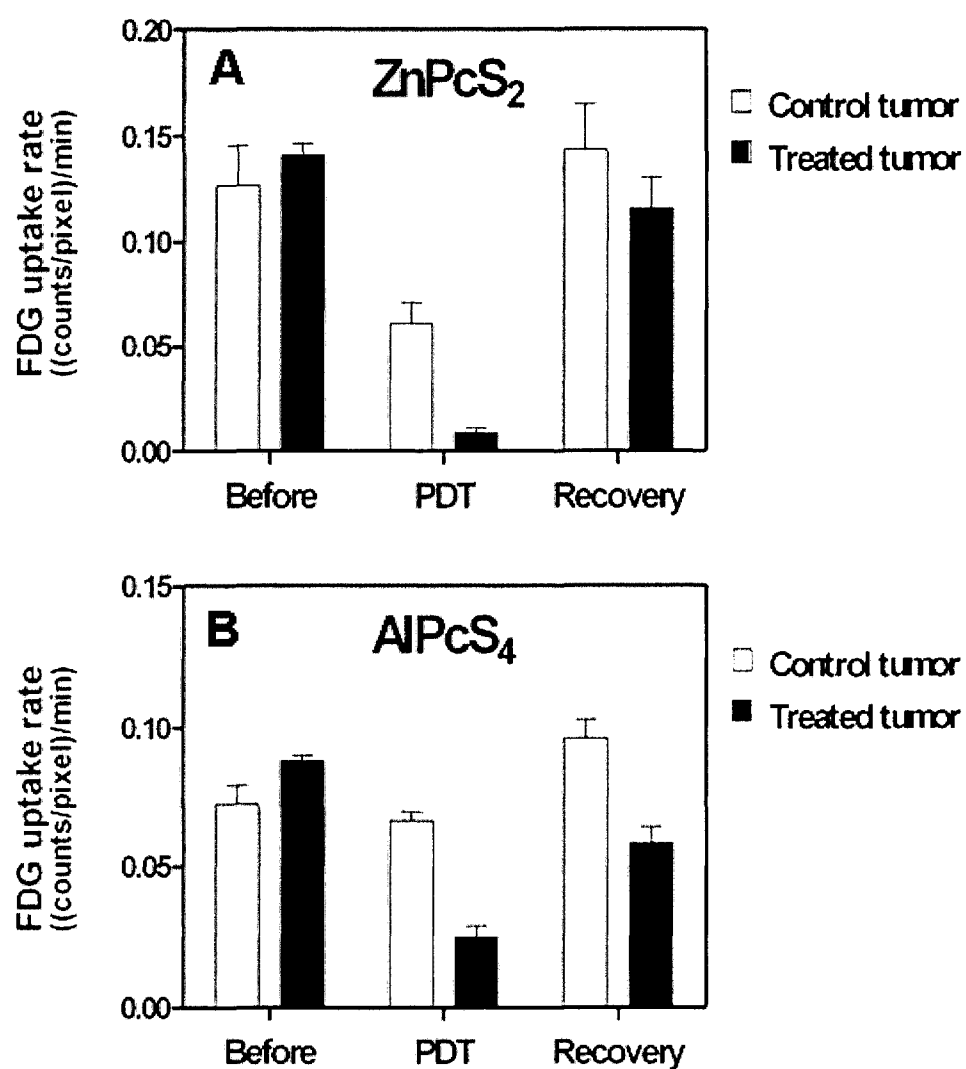 A
ZnPcS2
0.20
0.15
0.10
0.05
0.00
FDG uptake rate
((counts/pixel)/min)
Before PDT Recovery
Control tumor
Treated tumor
B
AlPcS4
0.15
0.10
0.05
0.00
FDG uptake rate
((counts/pixel)/min)
Before PDT Recovery
Control tumor
Treated tumor